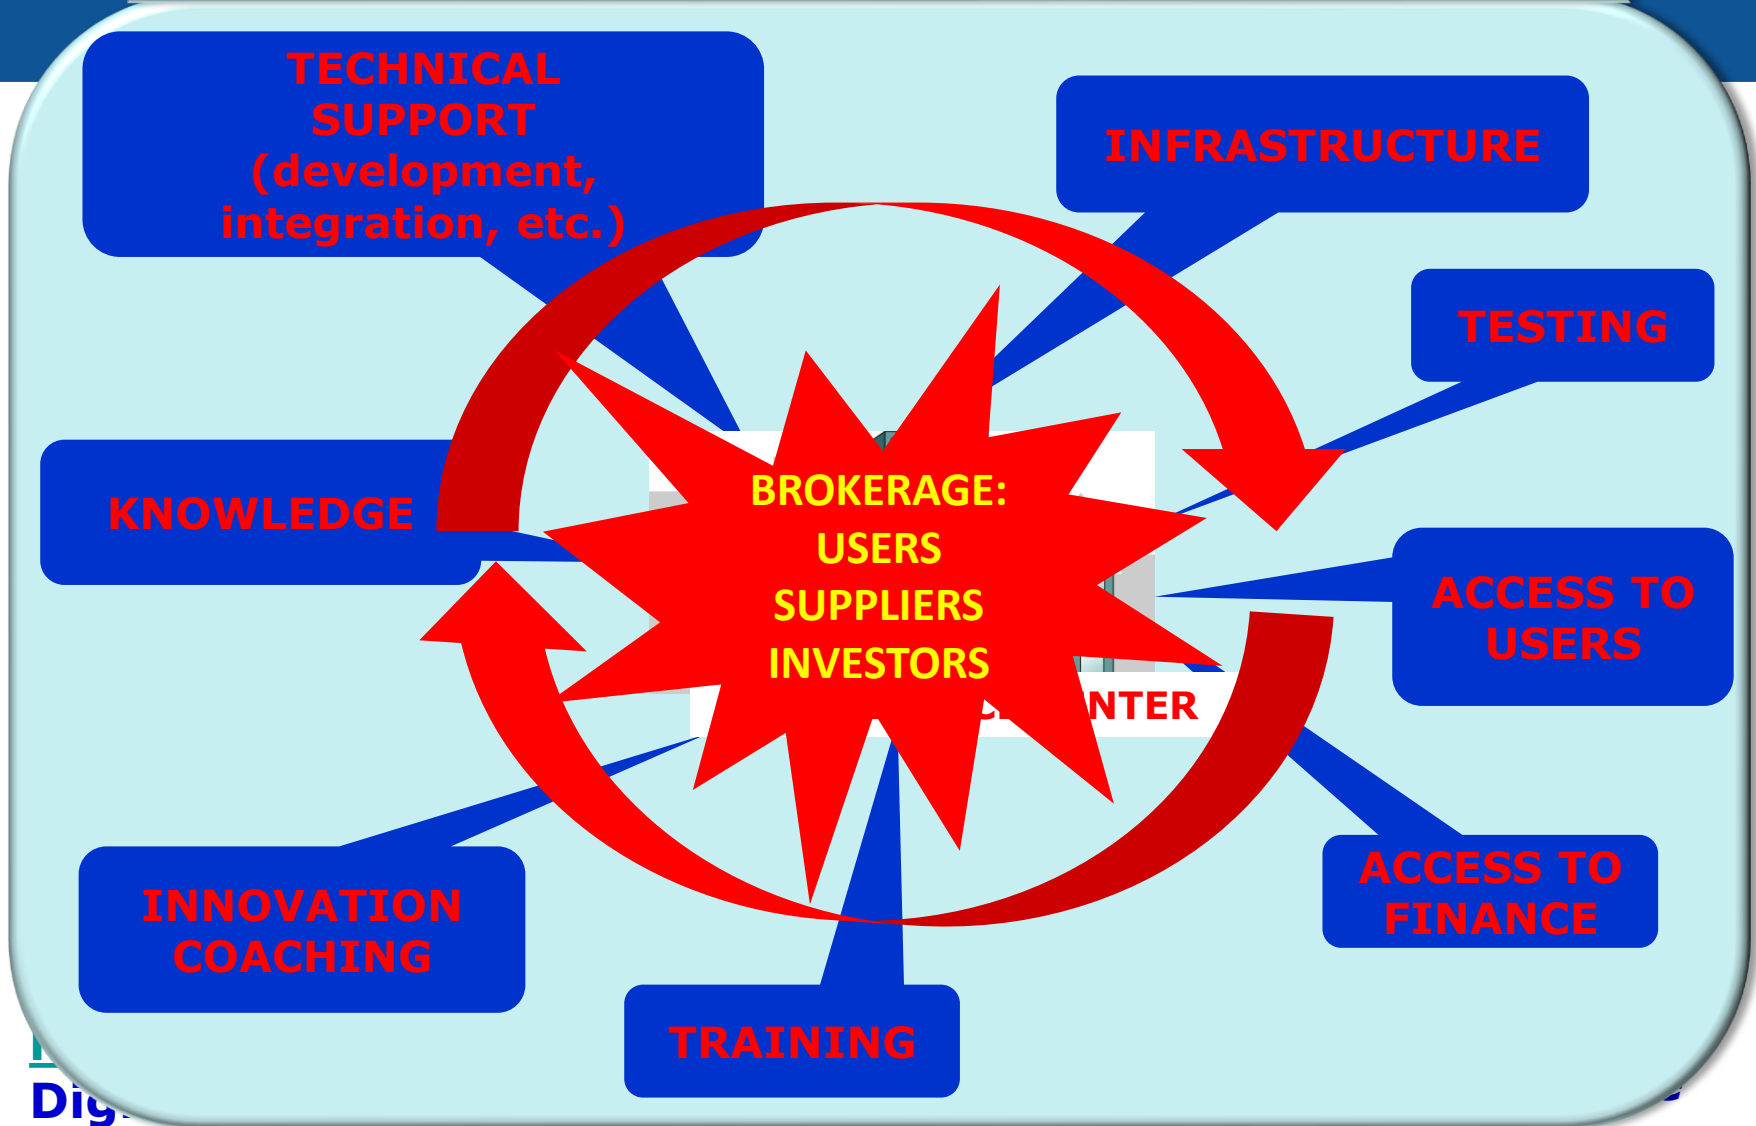 TECHNICAL
SUPPORT
(development,
integration, etc.)
INFRASTRUCTURE
TESTING
KNOWLEDGE
BROKERAGE:
USERS
SUPPLIERS
INVESTORS
ACCESS TO
USERS
ACCESS TO
FINANCE
INNOVATION
COACHING
TRAINING